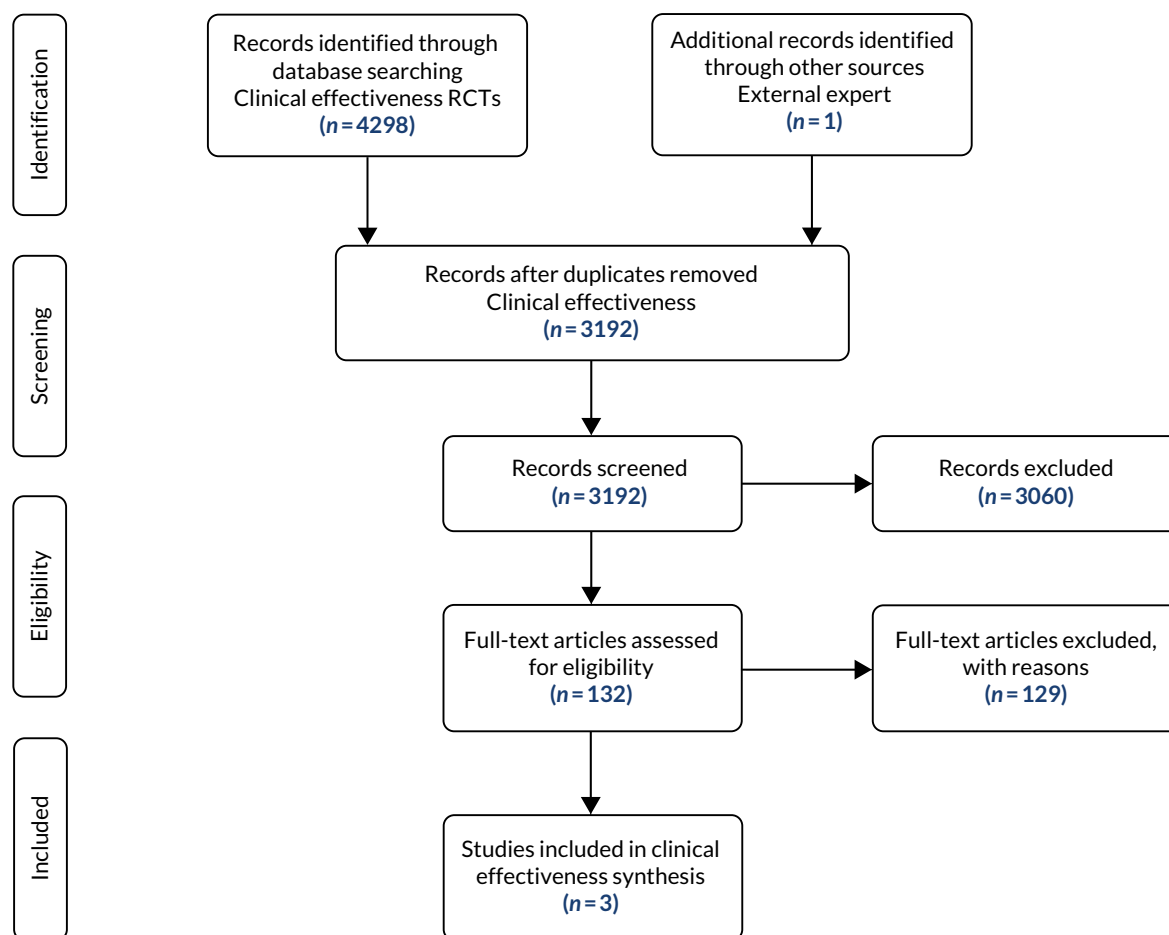 Identification
Records identified through
database searching
Clinical effectiveness RCTs
(n=4298)
Additional records identified
through other sources
External expert
(n=1)
Screening
Records after duplicates removed
Clinical effectiveness
(n=3192)
Records screened
(n=3192)
Records excluded
(n=3060)
Eligibility
Full-text articles assessed
for eligibility
(n=132)
Full-text articles excluded,
with reasons
(n=129)
Included
Studies included in clinical
effectiveness synthesis
(n=3)